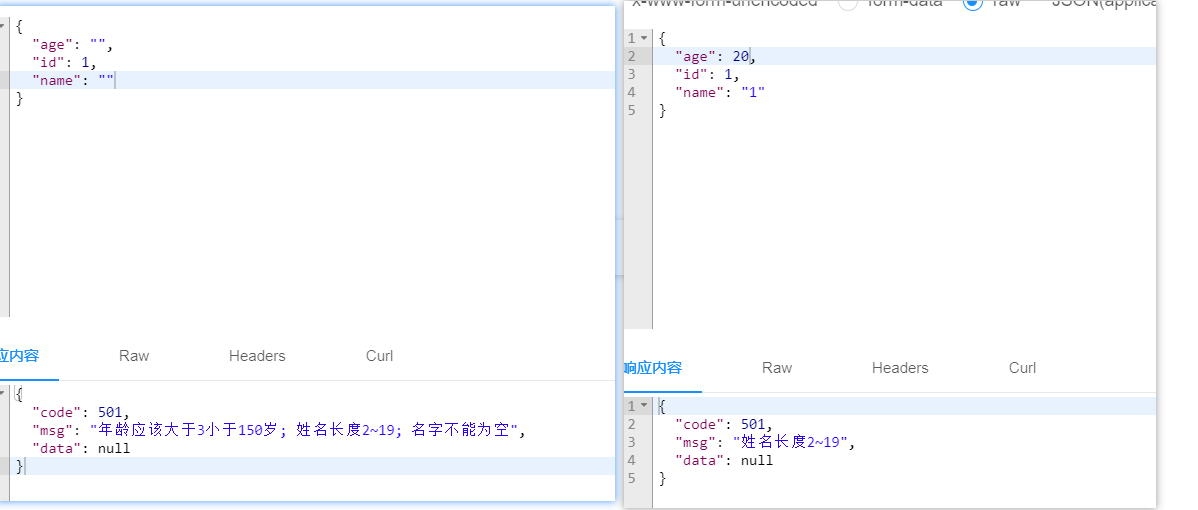 {
"age": "",
"id": 1,
"name": ""
}
应内容 Raw Headers Curl
{
"code": 501,
"msg": "年龄应该大于3小于150岁; 姓名长度2~19; 名字不能为空",
"data": null
}
x-www-form-urlencoded form-data raw JSON(applica
1 {
2 "age": 20,
3 "id": 1,
4 "name": "1"
5 }
响应内容 Raw Headers Curl
1 {
2 "code": 501,
3 "msg": "姓名长度2~19",
4 "data": null
5 }